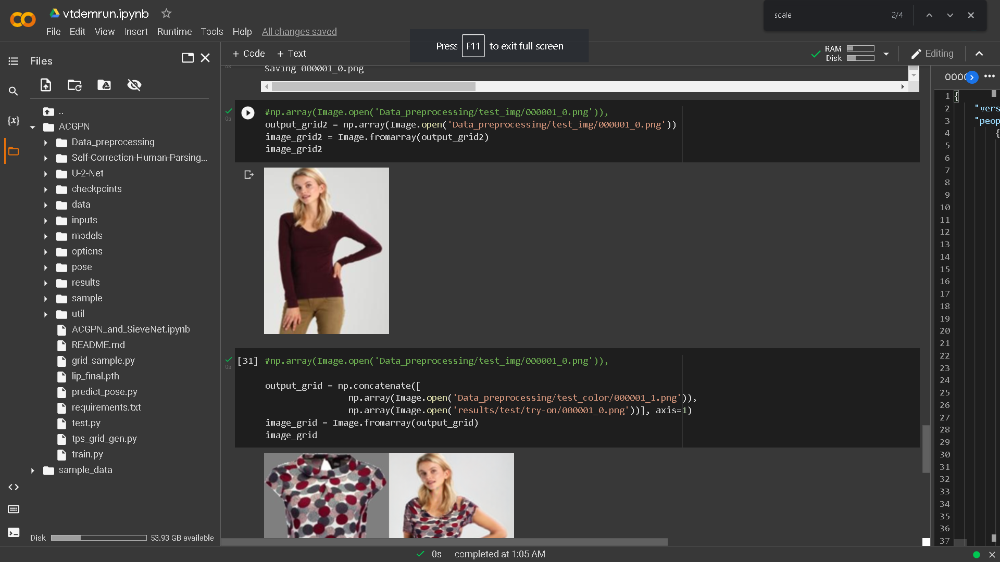 vtdemrun.ipynb
scale
2/4
File Edit View Insert Runtime Tools Help All changes saved
Press F11 to exit full screen
+ Code + Text
RAM
Disk
Editing
Files
..
ACGPN
Data_preprocessing
Self-Correction-Human-Parsing...
U-2-Net
checkpoints
data
inputs
models
options
pose
results
sample
util
ACGPN_and_SieveNet.ipynb
README.md
grid_sample.py
lip_final.pth
predict_pose.py
requirements.txt
test.py
tps_grid_gen.py
train.py
sample_data
{x}
Disk 53.93 GB available
Saving 000001_0.png
0s
#np.array(Image.open('Data_preprocessing/test_img/000001_0.png')),
output_grid2 = np.array(Image.open('Data_preprocessing/test_img/000001_0.png'))
image_grid2 = Image.fromarray(output_grid2)
image_grid2
[31] #np.array(Image.open('Data_preprocessing/test_img/000001_0.png')),
0s
output_grid = np.concatenate([
np.array(Image.open('Data_preprocessing/test_color/000001_1.png')),
np.array(Image.open('results/test/try-on/000001_0.png'))], axis=1)
image_grid = Image.fromarray(output_grid)
image_grid
0000
1 {
2 "vers
3 "peop
4 {
5
6
7
8
9
10
11
12
13
14
15
16
17
18
19
20
21
22
23
24
25
26
27
28
29
30
31
32
33
34
35
36
37
0s completed at 1:05 AM